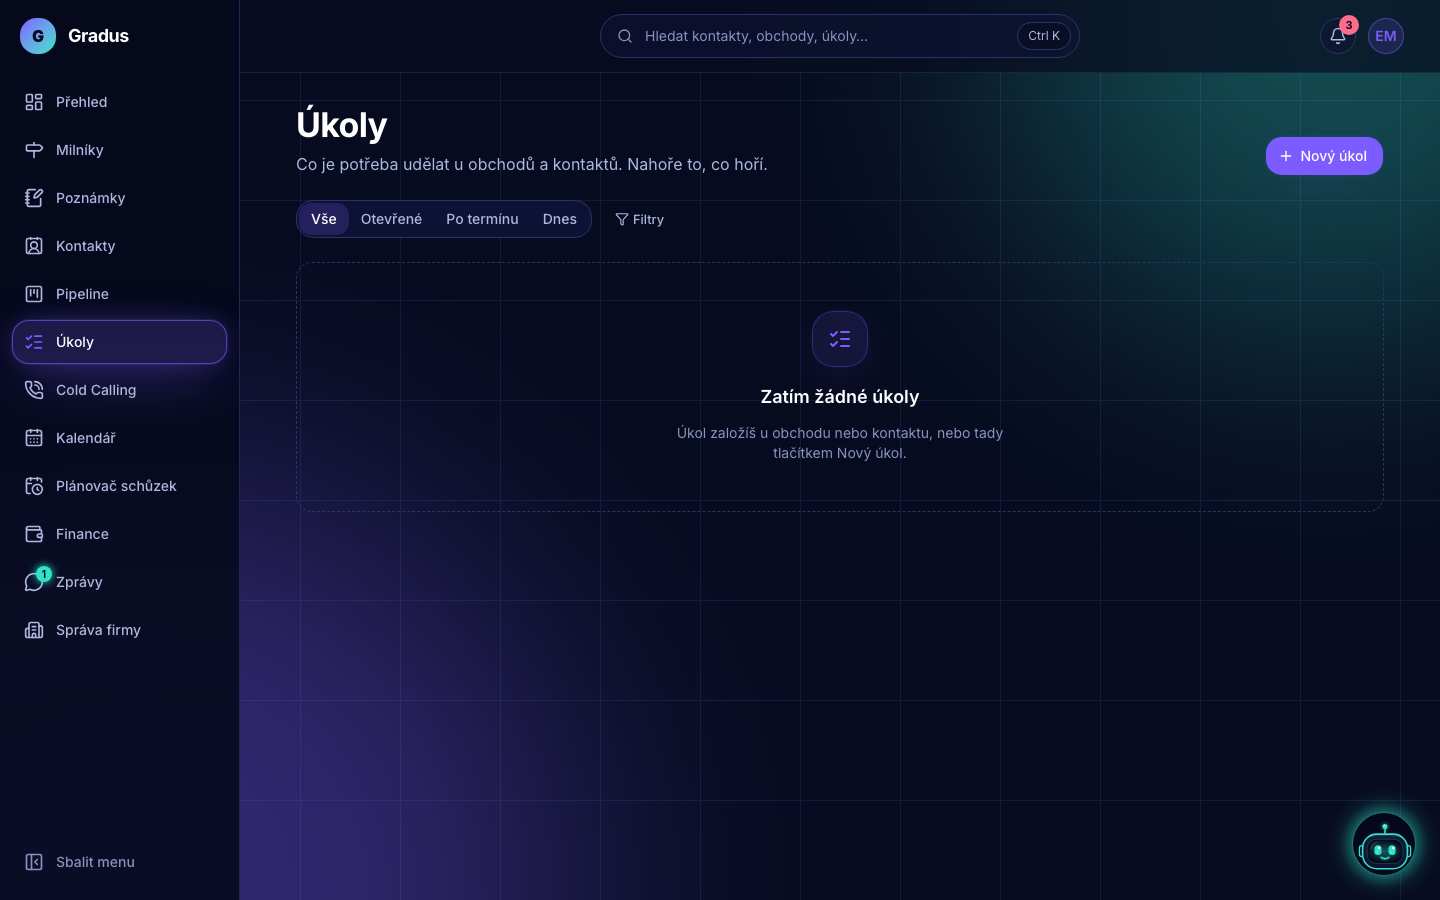 G Gradus
Hledat kontakty, obchody, úkoly... Ctrl K
3
EM
Přehled
Milníky
Poznámky
Kontakty
Pipeline
Úkoly
Cold Calling
Kalendář
Plánovač schůzek
Finance
1 Zprávy
Správa firmy
Sbalit menu
Úkoly
Co je potřeba udělat u obchodů a kontaktů. Nahoře to, co hoří.
+ Nový úkol
Vše Otevřené Po termínu Dnes Filtry
Zatím žádné úkoly
Úkol založíš u obchodu nebo kontaktu, nebo tady
tlačítkem Nový úkol.